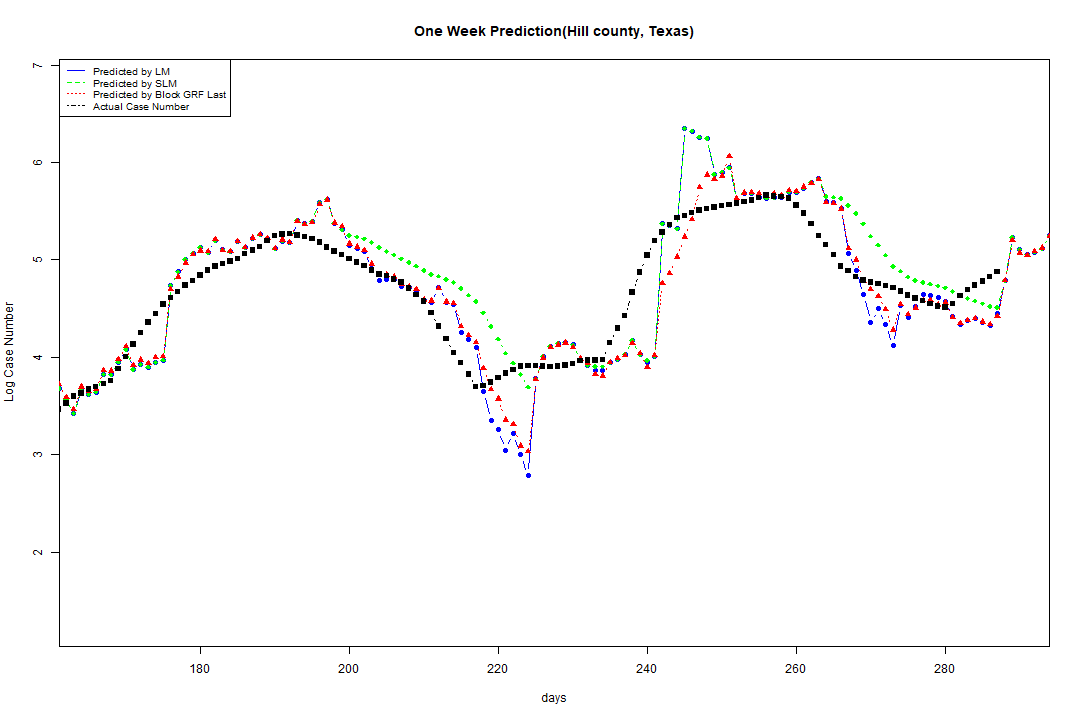 One Week Prediction(Hill county, Texas)
Predicted by LM
Predicted by SLM
Predicted by Block GRF Last
Actual Case Number
7
6
5
4
3
2
Log Case Number
180 200 220 240 260 280
days